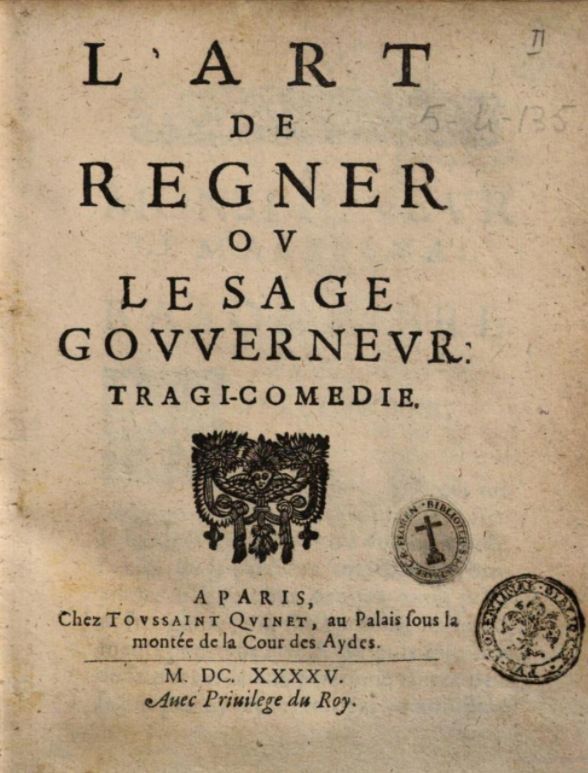 L'ART
II
5-4-135
DE
REGNER
OV
LE SAGE
GOVVERNEVR:
TRAGI-COMEDIE.
A PARIS,
Chez TOVSSAINT QVINET, au Palais sous la
montée de la Cour des Aydes.
M. DC. XXXXV.
Auec Priuilege du Roy.